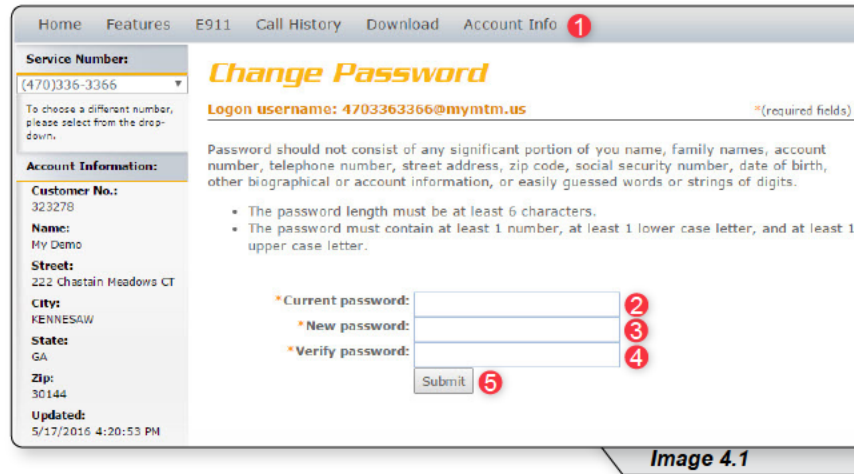 Home Features E911 Call History Download Account Info 1
Service Number:
(470)336-3366
To choose a different number,
please select from the drop-
down.
Account Information:
Customer No.:
323278
Name:
My Demo
Street:
222 Chastain Meadows CT
City:
KENNESAW
State:
GA
Zip:
30144
Updated:
5/17/2016 4:20:53 PM
Change Password
Logon username: 4703363366@mymtm.us *(required fields)
Password should not consist of any significant portion of you name, family names, account
number, telephone number, street address, zip code, social security number, date of birth,
other biographical or account information, or easily guessed words or strings of digits.
• The password length must be at least 6 characters.
• The password must contain at least 1 number, at least 1 lower case letter, and at least 1
upper case letter.
*Current password: 2
*New password: 3
*Verify password: 4
Submit 5
Image 4.1